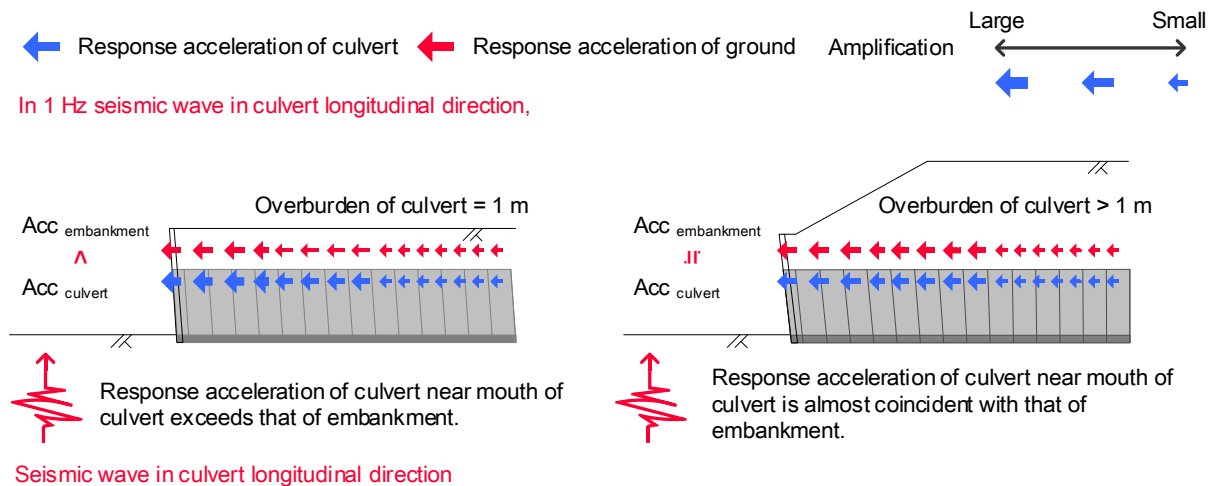 Large Small
Response acceleration of culvert Response acceleration of ground Amplification
In 1 Hz seismic wave in culvert longitudinal direction,
Overburden of culvert = 1 m
Acc embankment
<
Acc culvert
Response acceleration of culvert near mouth of
culvert exceeds that of embankment.
Overburden of culvert > 1 m
Acc embankment
≒
Acc culvert
Response acceleration of culvert near mouth of
culvert is almost coincident with that of
embankment.
Seismic wave in culvert longitudinal direction